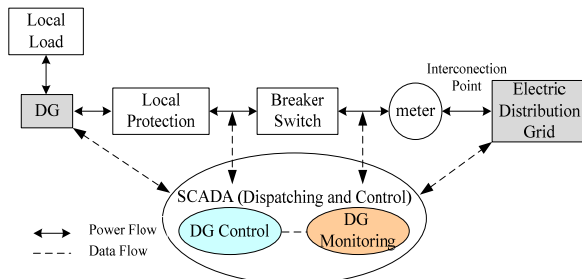 Local
Load
DG
Local
Protection
Breaker
Switch
meter
Interconection
Point
Electric
Distribution
Grid
SCADA (Dispatching and Control)
DG Control
DG
Monitoring
Power Flow
Data Flow